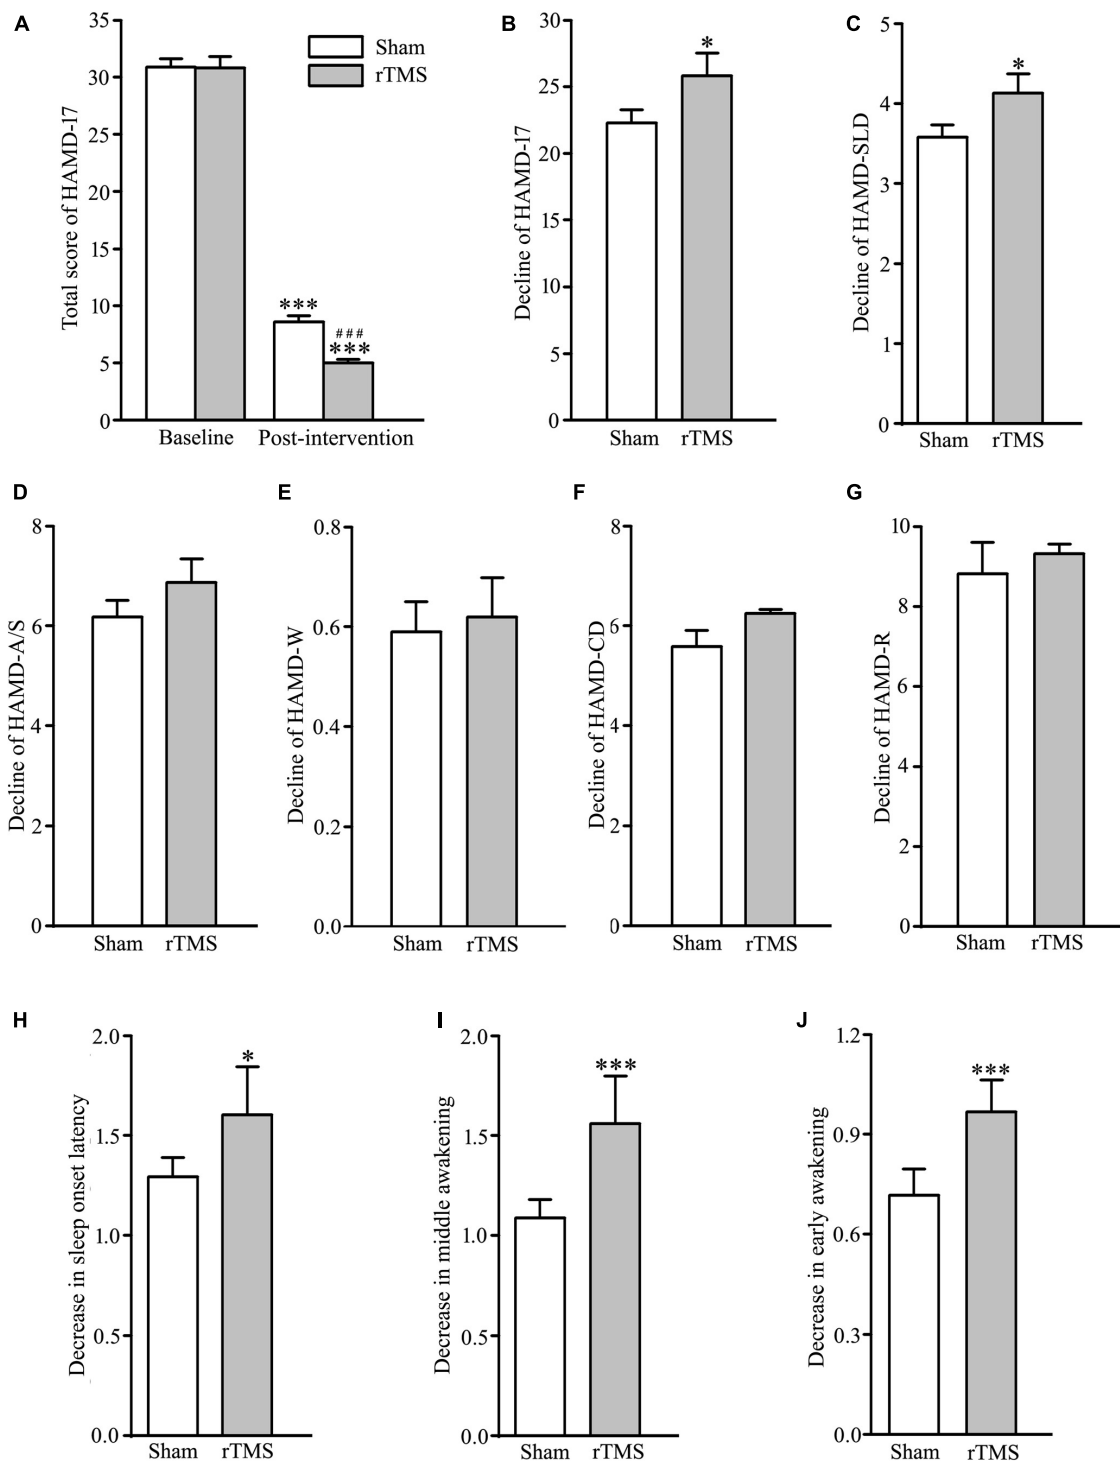 A
Total score of HAMD-17
35
30
25
20
15
10
5
0
Sham
rTMS
***
###
***
Baseline
Post-intervention
B
Decline of HAMD-17
30
25
20
15
10
5
0
*
Sham
rTMS
C
Decline of HAMD-SLD
5
4
3
2
1
0
*
Sham
rTMS
D
Decline of HAMD-A/S
8
6
4
2
0
Sham
rTMS
E
Decline of HAMD-W
0.8
0.6
0.4
0.2
0.0
Sham
rTMS
F
Decline of HAMD-CD
8
6
4
2
0
Sham
rTMS
G
Decline of HAMD-R
10
8
6
4
2
0
Sham
rTMS
H
Decrease in sleep onset latency
2.0
1.5
1.0
0.5
0.0
*
Sham
rTMS
I
Decrease in middle awakening
2.0
1.5
1.0
0.5
0.0
***
Sham
rTMS
J
Decrease in early awakening
1.2
0.9
0.6
0.3
0.0
***
Sham
rTMS